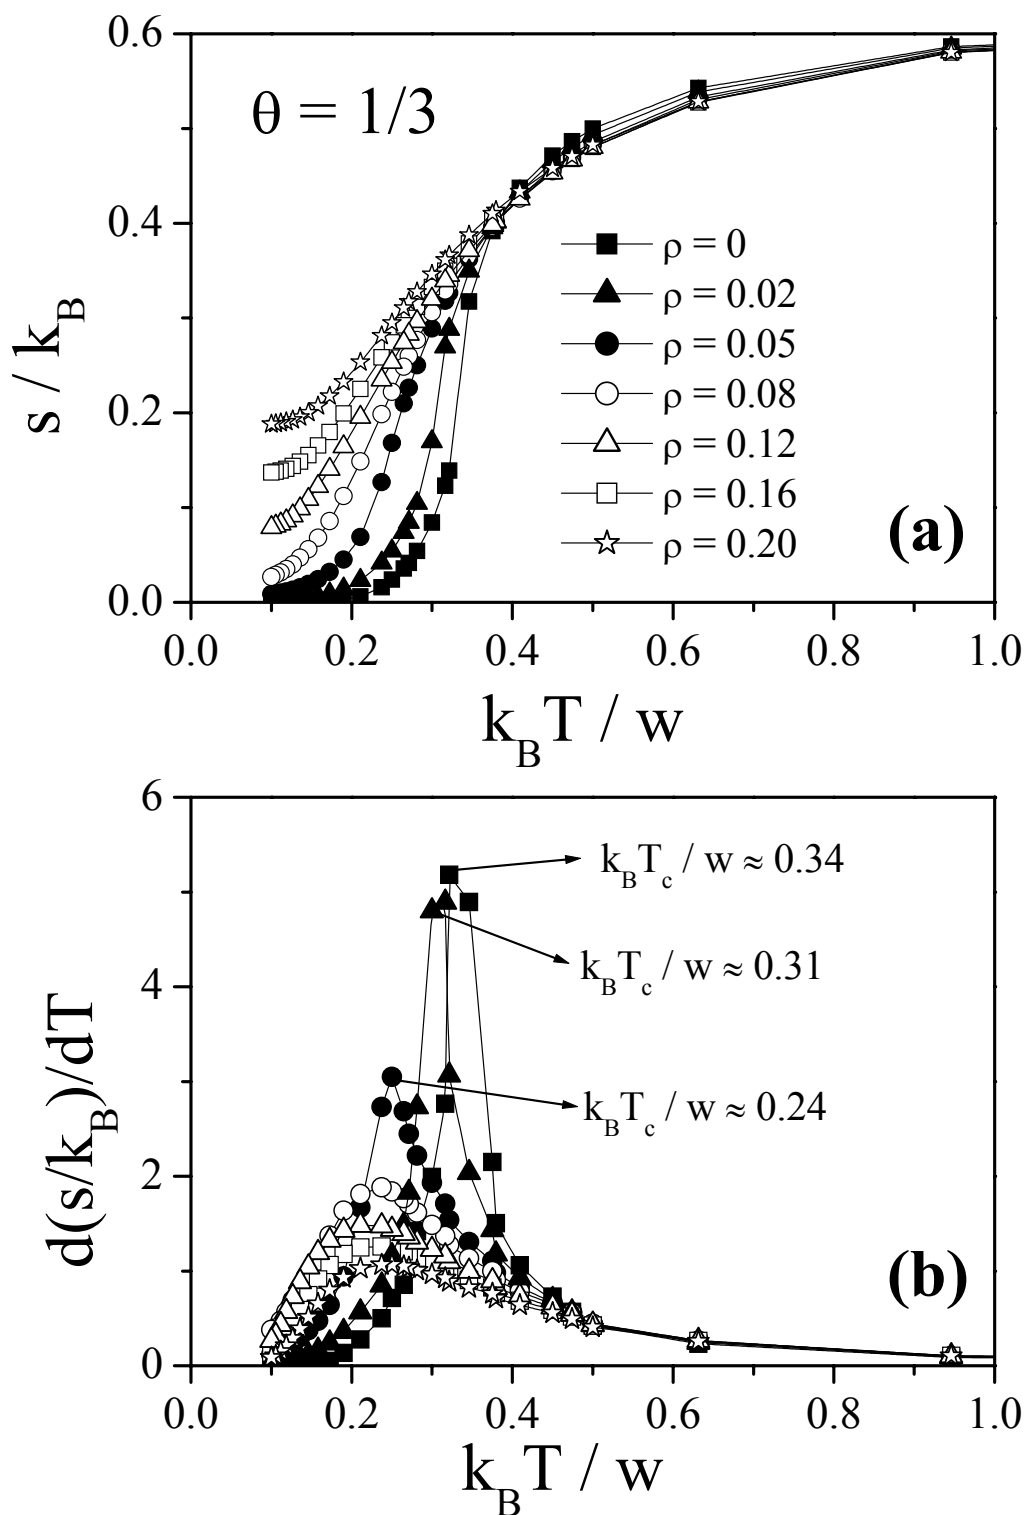 0.6
θ = 1/3
0.4
ρ = 0
ρ = 0.02
ρ = 0.05
s / k_B
ρ = 0.08
0.2
ρ = 0.12
ρ = 0.16
ρ = 0.20
(a)
0.0
0.0 0.2 0.4 0.6 0.8 1.0
k_B T / w
6
k_B T_c / w ≈ 0.34
k_B T_c / w ≈ 0.31
4
d(s/k_B)/dT
k_B T_c / w ≈ 0.24
2
(b)
0
0.0 0.2 0.4 0.6 0.8 1.0
k_B T / w